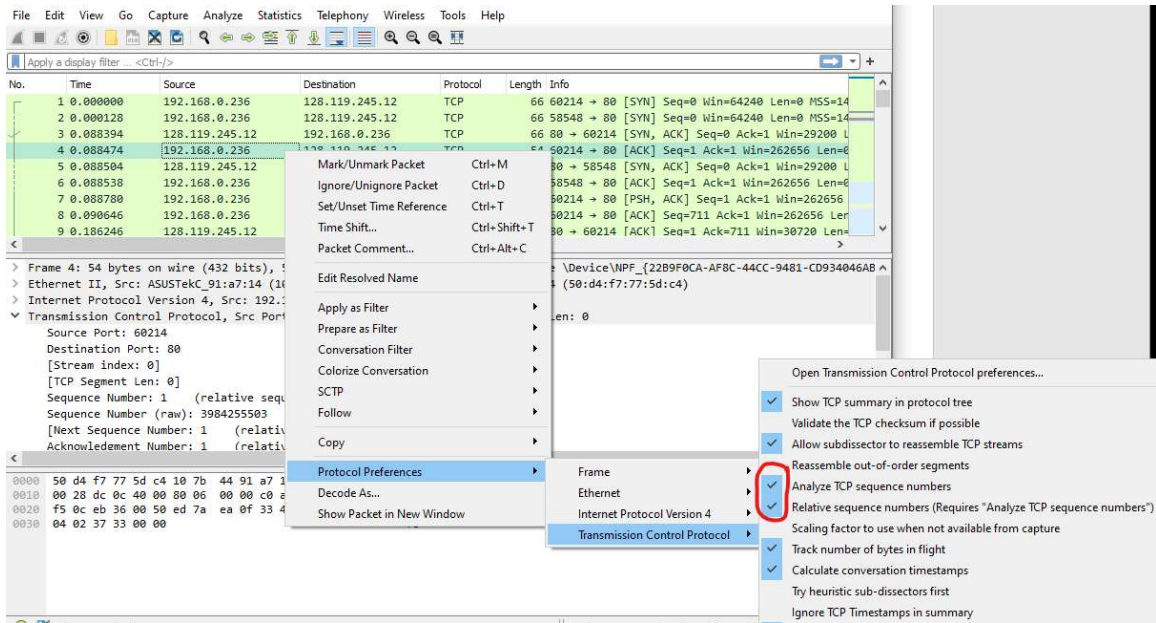 File Edit View Go Capture Analyze Statistics Telephony Wireless Tools Help
Apply a display filter ... <Ctrl-/>
No. Time Source Destination Protocol Length Info
1 0.000000 192.168.0.236 128.119.245.12 TCP 66 60214 → 80 [SYN] Seq=0 Win=64240 Len=0 MSS=14
2 0.000128 192.168.0.236 128.119.245.12 TCP 66 58548 → 80 [SYN] Seq=0 Win=64240 Len=0 MSS=14
3 0.088394 128.119.245.12 192.168.0.236 TCP 66 80 → 60214 [SYN, ACK] Seq=0 Ack=1 Win=29200 L
4 0.088474 192.168.0.236 128.119.245.12 TCP 54 60214 → 80 [ACK] Seq=1 Ack=1 Win=262656 Len=0
5 0.088504 128.119.245.12 80 → 58548 [SYN, ACK] Seq=0 Ack=1 Win=29200 L
6 0.088538 192.168.0.236 58548 → 80 [ACK] Seq=1 Ack=1 Win=262656 Len=0
7 0.088780 192.168.0.236 60214 → 80 [PSH, ACK] Seq=1 Ack=1 Win=262656
8 0.090646 192.168.0.236 60214 → 80 [ACK] Seq=711 Ack=1 Win=262656 Len
9 0.186246 128.119.245.12 80 → 60214 [ACK] Seq=1 Ack=711 Win=30720 Len=
Mark/Unmark Packet Ctrl+M
Ignore/Unignore Packet Ctrl+D
Set/Unset Time Reference Ctrl+T
Time Shift... Ctrl+Shift+T
Packet Comment... Ctrl+Alt+C
Edit Resolved Name
Apply as Filter
Prepare as Filter
Conversation Filter
Colorize Conversation
SCTP
Follow
Copy
Protocol Preferences
Decode As...
Show Packet in New Window
Frame 4: 54 bytes on wire (432 bits), \Device\NPF_{22B9F0CA-AF8C-44CC-9481-CD934046AB
Ethernet II, Src: ASUSTekC_91:a7:14 (10 (50:d4:f7:77:5d:c4)
Internet Protocol Version 4, Src: 192.1
Transmission Control Protocol, Src Port Len: 0
Source Port: 60214
Destination Port: 80
[Stream index: 0]
[TCP Segment Len: 0]
Sequence Number: 1 (relative sequ
Sequence Number (raw): 3984255503
[Next Sequence Number: 1 (relativ
Acknowledgment Number: 1 (relativ
0000 50 d4 f7 77 5d c4 10 7b 44 91 a7 1
0010 00 28 dc 0c 40 00 80 06 00 00 c0 a
0020 f5 0c eb 36 00 50 ed 7a ea 0f 33 4
0030 04 02 37 33 00 00
Frame
Ethernet
Internet Protocol Version 4
Transmission Control Protocol
Open Transmission Control Protocol preferences...
Show TCP summary in protocol tree
Validate the TCP checksum if possible
Allow subdissector to reassemble TCP streams
Reassemble out-of-order segments
Analyze TCP sequence numbers
Relative sequence numbers (Requires "Analyze TCP sequence numbers")
Scaling factor to use when not available from capture
Track number of bytes in flight
Calculate conversation timestamps
Try heuristic sub-dissectors first
Ignore TCP Timestamps in summary